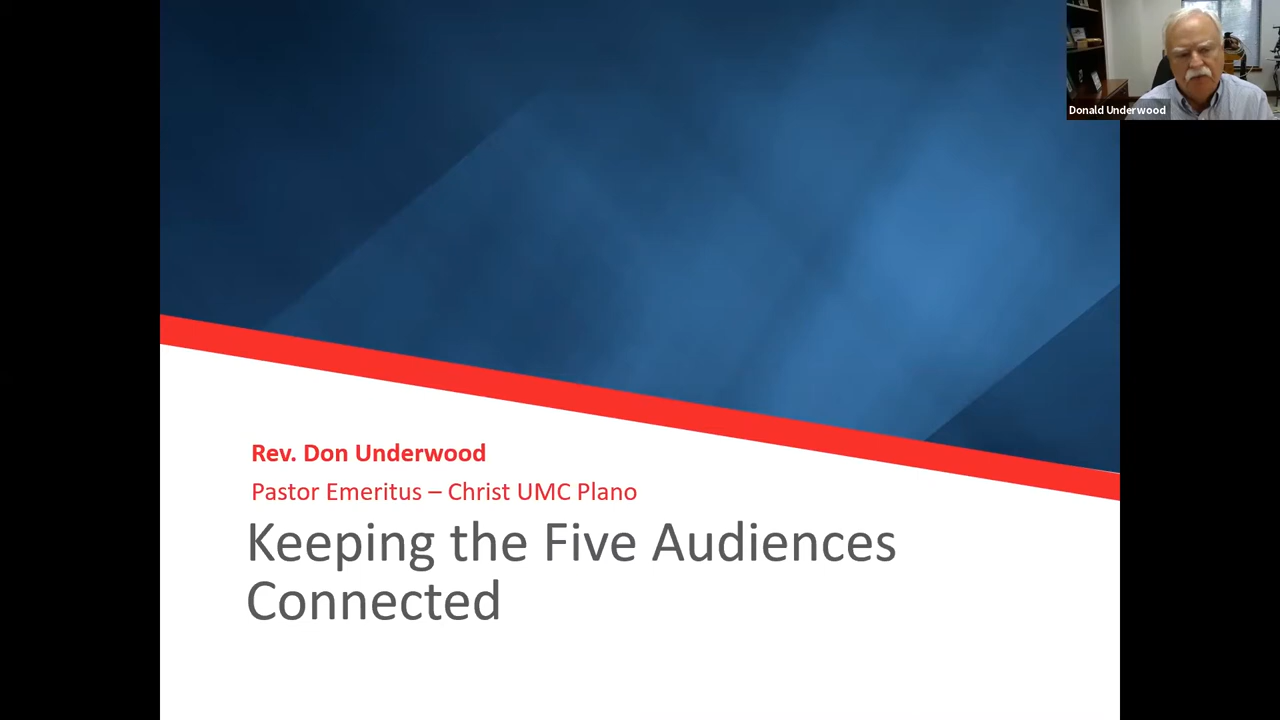 Donald Underwood
Rev. Don Underwood
Pastor Emeritus – Christ UMC Plano
Keeping the Five Audiences
Connected